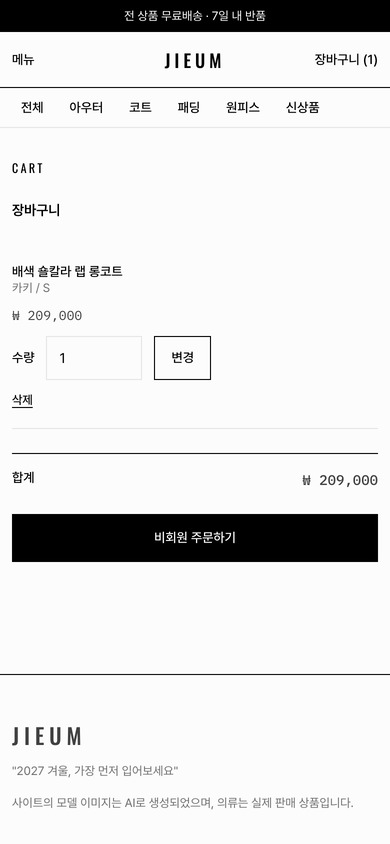 전 상품 무료배송 · 7일 내 반품
메뉴
JIEUM
장바구니 (1)
전체
아우터
코트
패딩
원피스
신상품
CART
장바구니
배색 숄칼라 랩 롱코트
카키 / S
₩ 209,000
수량
1
변경
삭제
합계
₩ 209,000
비회원 주문하기
JIEUM
"2027 겨울, 가장 먼저 입어보세요"
사이트의 모델 이미지는 AI로 생성되었으며, 의류는 실제 판매 상품입니다.